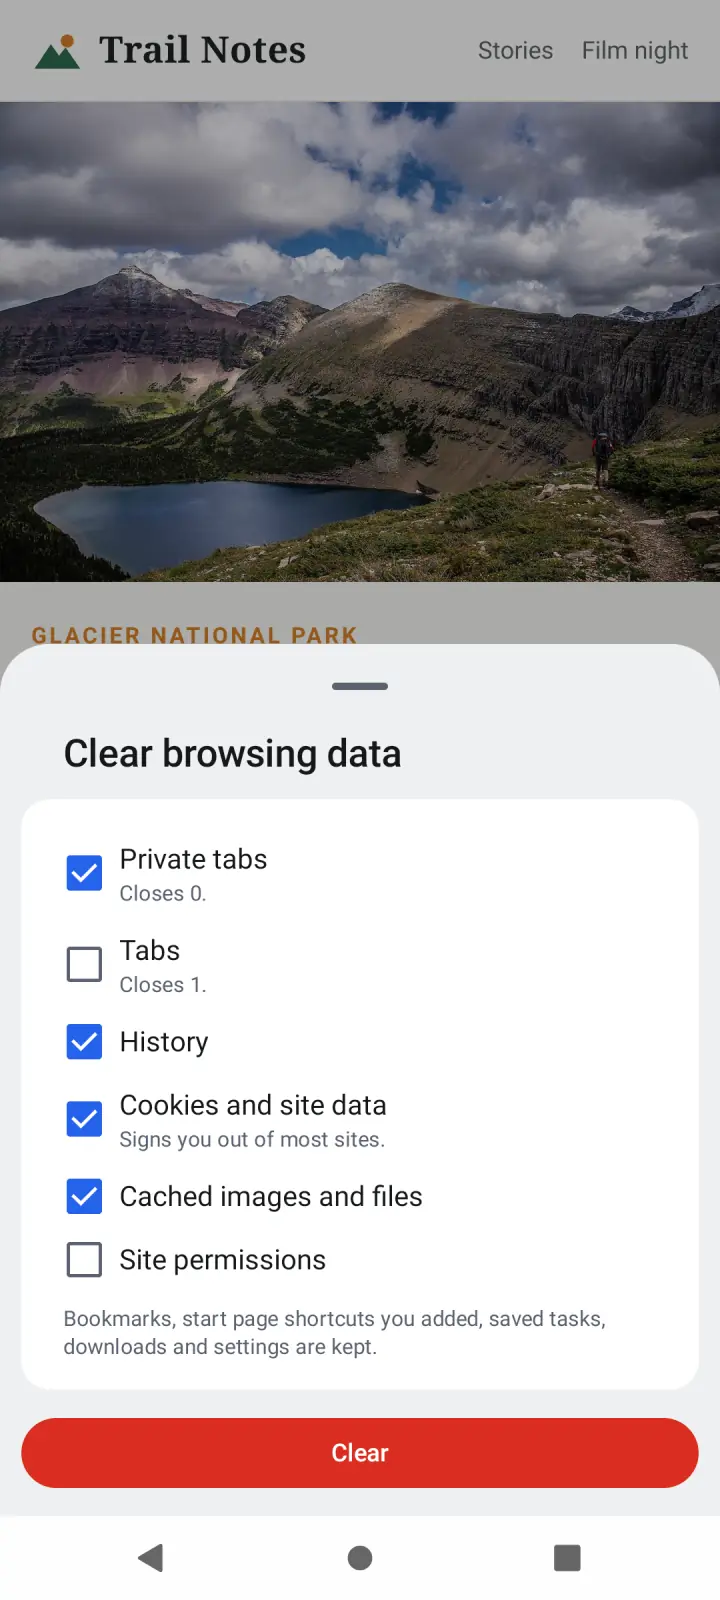 Trail Notes
Stories
Film night
GLACIER NATIONAL PARK
Clear browsing data
Private tabs
Closes 0.
Tabs
Closes 1.
History
Cookies and site data
Signs you out of most sites.
Cached images and files
Site permissions
Bookmarks, start page shortcuts you added, saved tasks,
downloads and settings are kept.
Clear